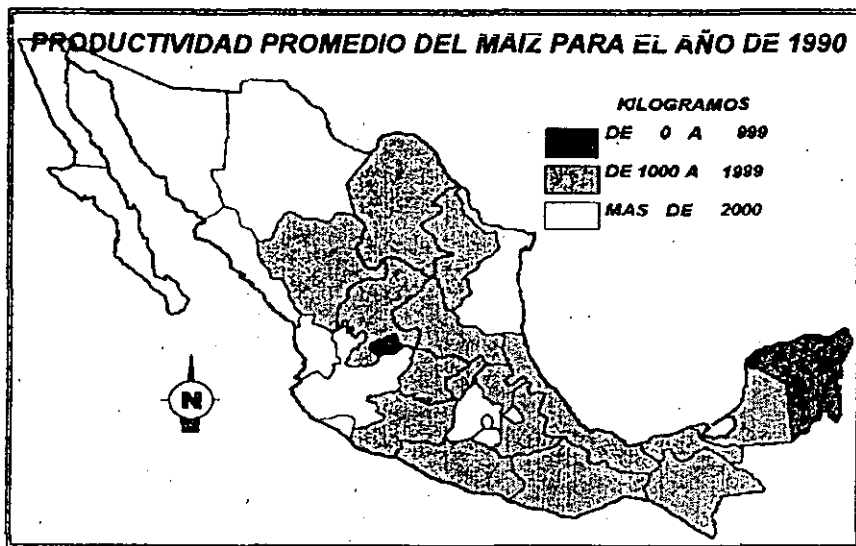 PRODUCTIVIDAD PROMEDIO DEL MAIZ PARA EL AÑO DE 1990
KILOGRAMOS
DE 0 A 999
DE 1000 A 1999
MAS DE 2000
N